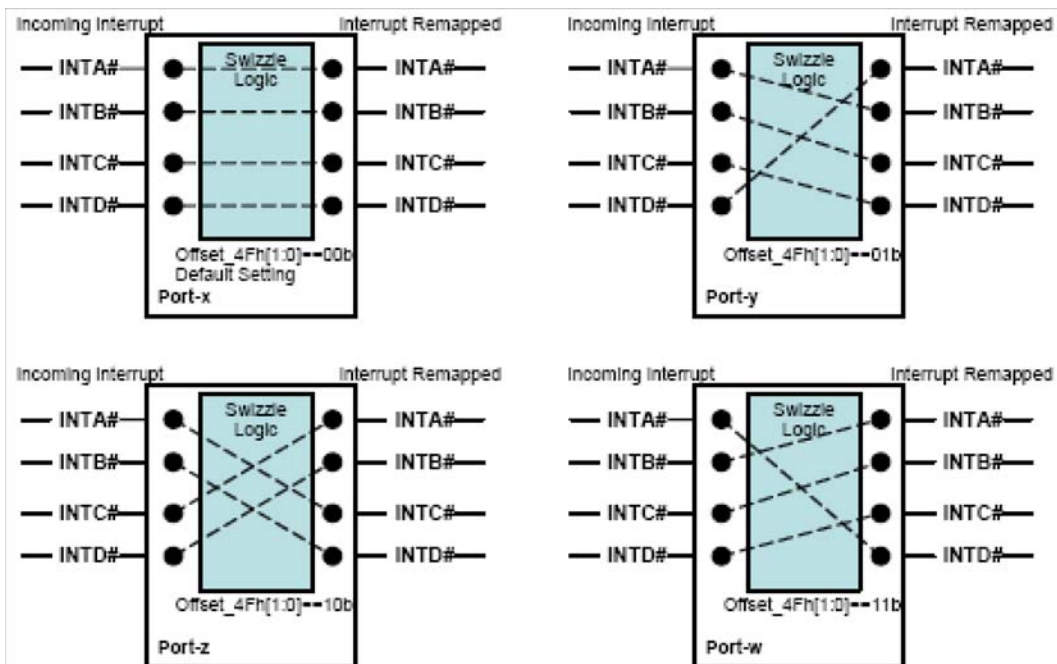 Incoming Interrupt
Interrupt Remapped
INTA#
INTB#
INTC#
INTD#
Swizzle
Logic
INTA#
INTB#
INTC#
INTD#
Offset_4Fh[1:0]==00b
Default Setting
Port-x
Incoming Interrupt
Interrupt Remapped
INTA#
INTB#
INTC#
INTD#
Swizzle
Logic
INTA#
INTB#
INTC#
INTD#
Offset_4Fh[1:0]==01b
Port-y
Incoming Interrupt
Interrupt Remapped
INTA#
INTB#
INTC#
INTD#
Swizzle
Logic
INTA#
INTB#
INTC#
INTD#
Offset_4Fh[1:0]==10b
Port-z
Incoming Interrupt
Interrupt Remapped
INTA#
INTB#
INTC#
INTD#
Swizzle
Logic
INTA#
INTB#
INTC#
INTD#
Offset_4Fh[1:0]==11b
Port-w